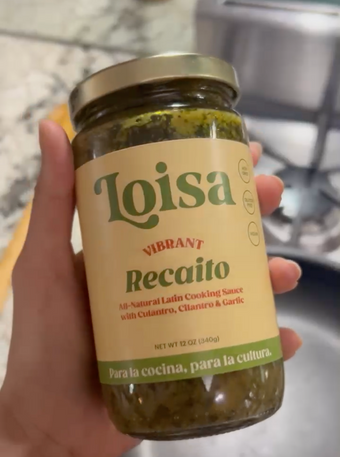 Loisa
VIBRANT
Recaito
All-Natural Latin Cooking Sauce
with Culantro, Cilantro & Garlic
NET WT 12 OZ (340g)
Para la cocina, para la cultura.